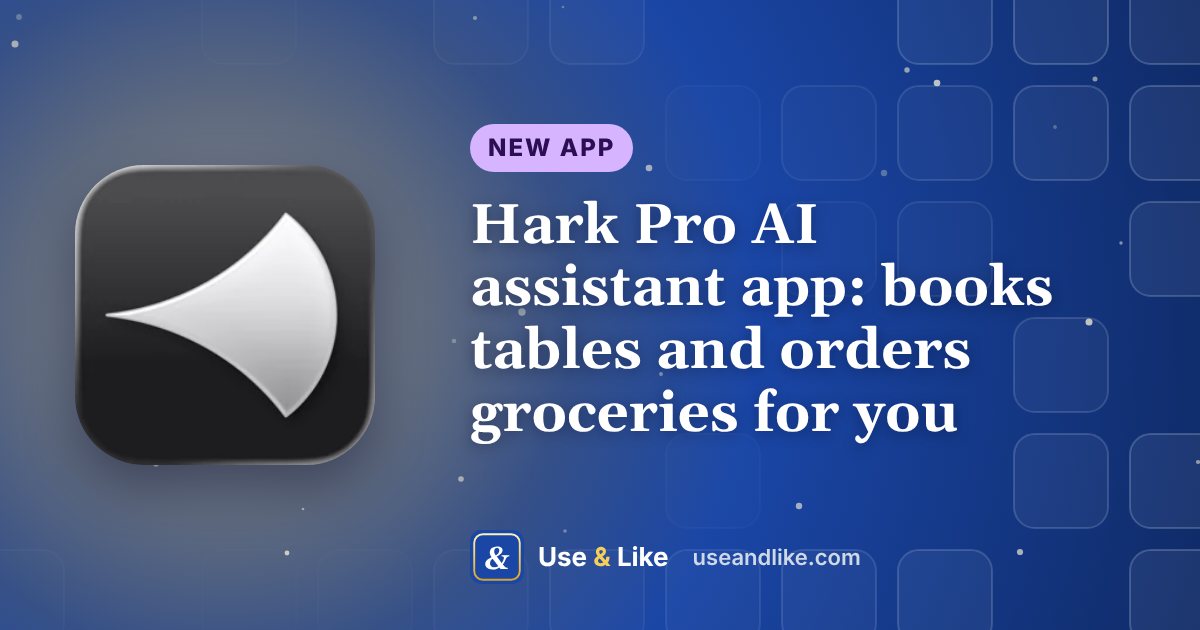 NEW APP
Hark Pro AI
assistant app: books
tables and orders
groceries for you
& Use & Like useandlike.com